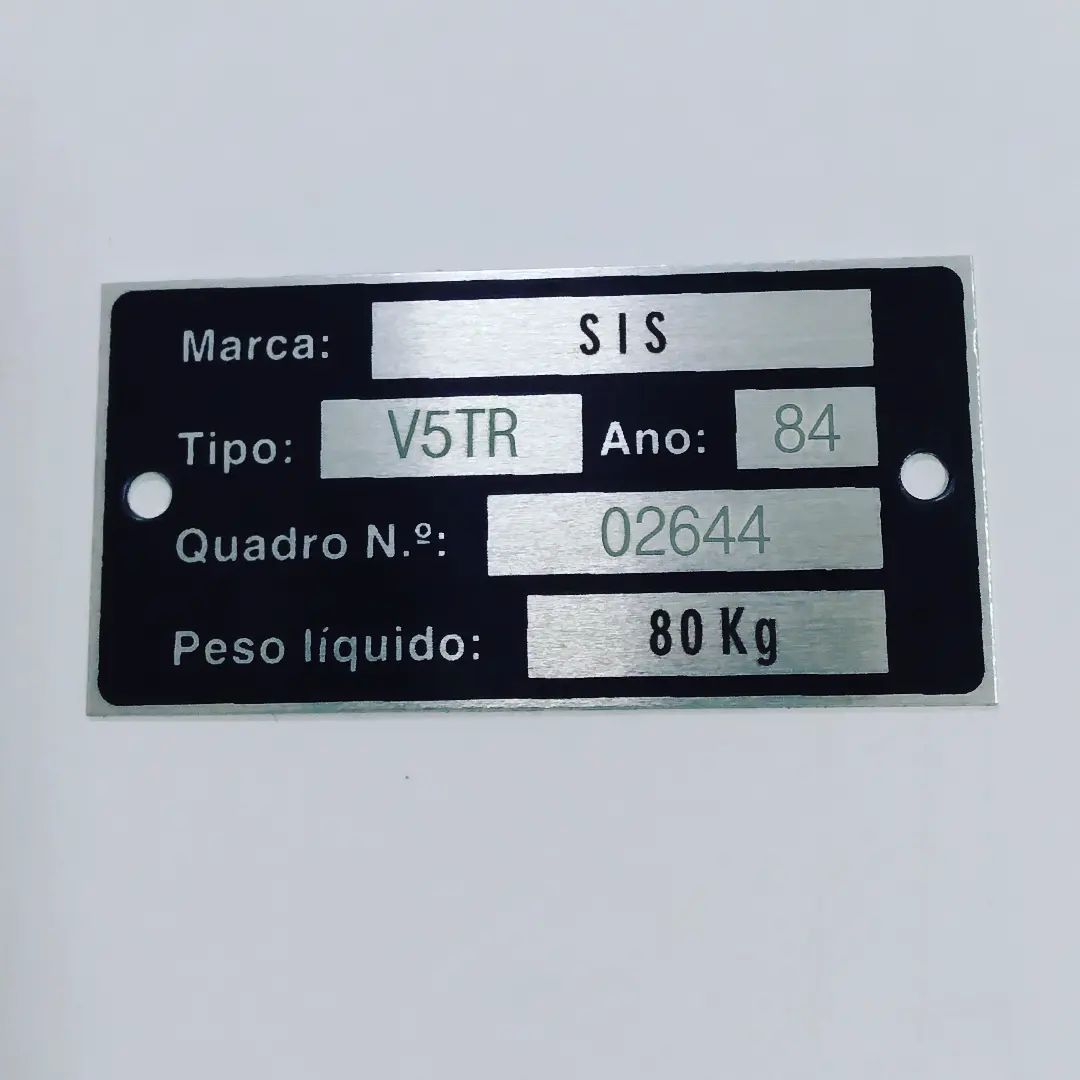 Marca: SIS
Tipo: V5TR Ano: 84
Quadro N.º: 02644
Peso líquido: 80 Kg